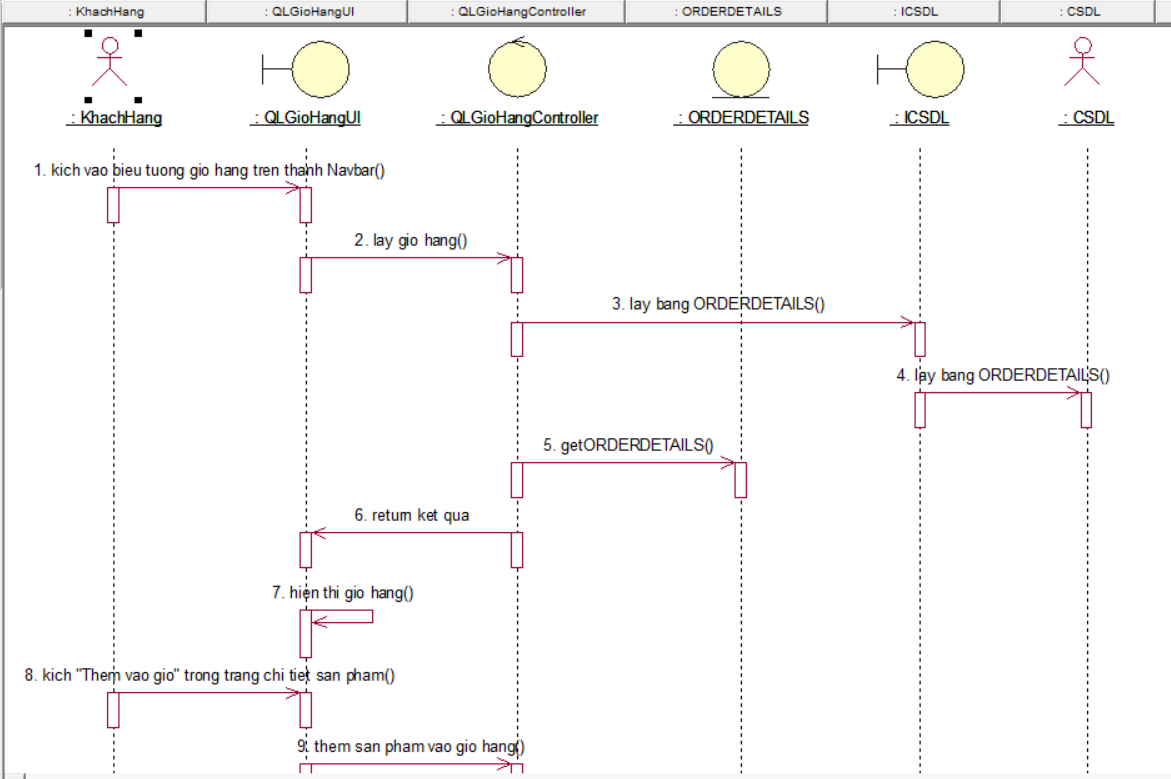 : KhachHang : QLGioHangUI : QLGioHangController : ORDERDETAILS : ICSDL : CSDL
: KhachHang : QLGioHangUI : QLGioHangController : ORDERDETAILS : ICSDL : CSDL
1. kich vao bieu tuong gio hang tren thanh Navbar()
2. lay gio hang()
3. lay bang ORDERDETAILS()
4. lay bang ORDERDETAILS()
5. getORDERDETAILS()
6. return ket qua
7. hien thi gio hang()
8. kich "Them vao gio" trong trang chi tiet san pham()
9. them san pham vao gio hang()